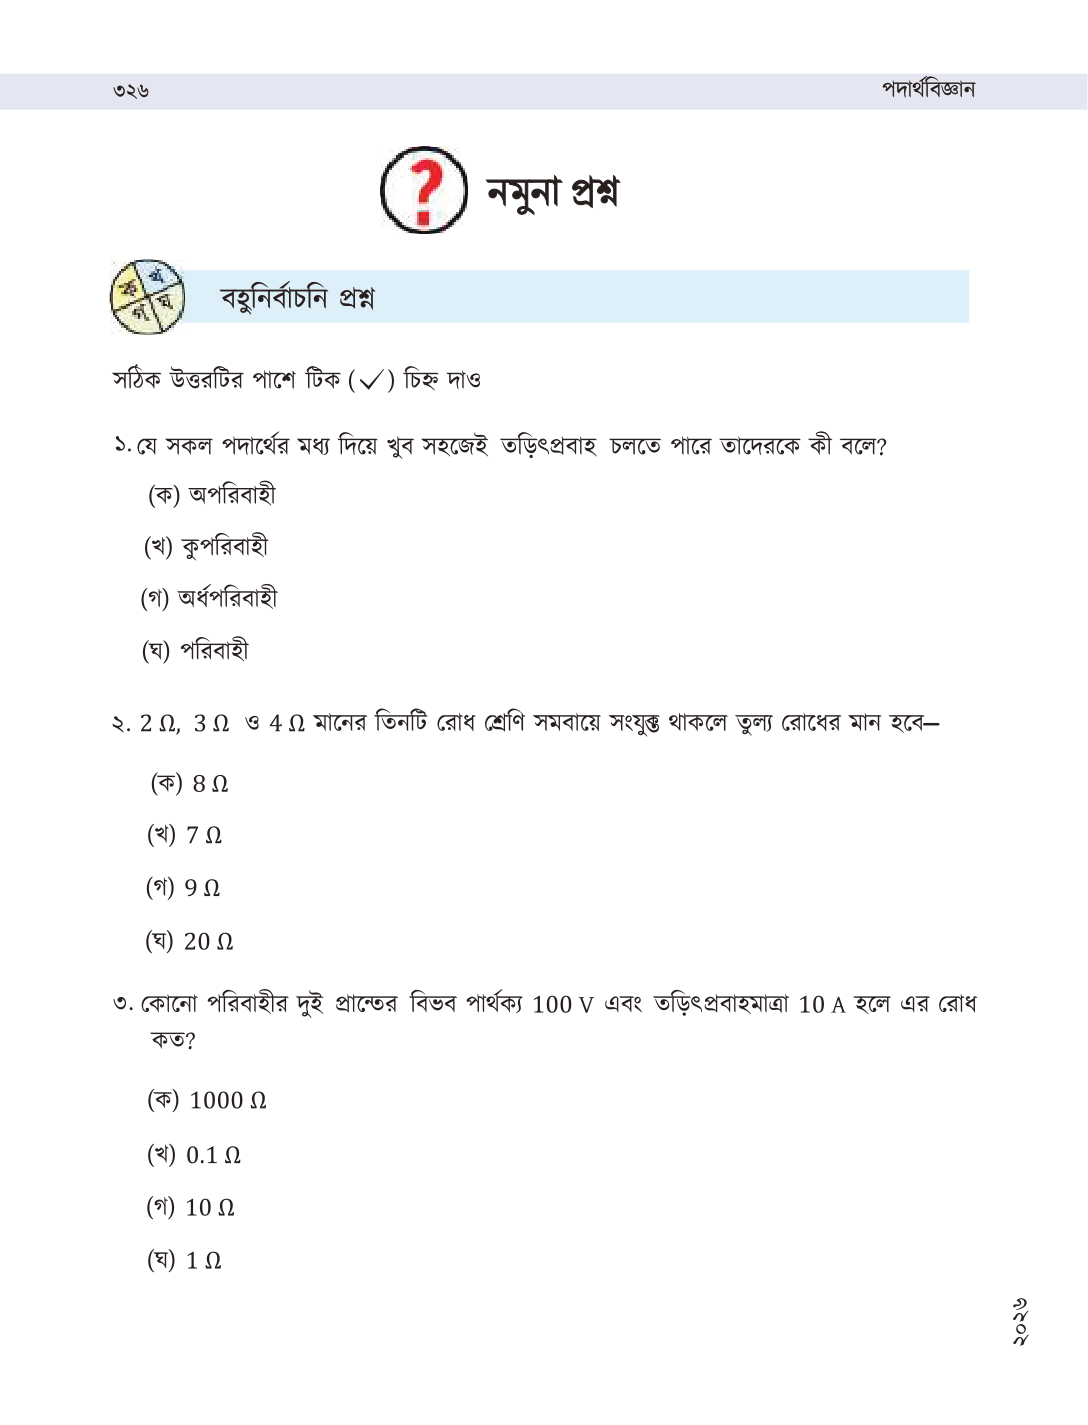 ৩২৬
পদার্থবিজ্ঞান
নমুনা প্রশ্ন
ক খ গ ঘ
বহুনির্বাচনি প্রশ্ন
সঠিক উত্তরটির পাশে টিক (✓) চিহ্ন দাও
১. যে সকল পদার্থের মধ্য দিয়ে খুব সহজেই তড়িৎপ্রবাহ চলতে পারে তাদেরকে কী বলে?
(ক) অপরিবাহী
(খ) কুপরিবাহী
(গ) অর্ধপরিবাহী
(ঘ) পরিবাহী
২. 2 Ω, 3 Ω ও 4 Ω মানের তিনটি রোধ শ্রেণি সমবায়ে সংযুক্ত থাকলে তুল্য রোধের মান হবে—
(ক) 8 Ω
(খ) 7 Ω
(গ) 9 Ω
(ঘ) 20 Ω
৩. কোনো পরিবাহীর দুই প্রান্তের বিভব পার্থক্য 100 V এবং তড়িৎপ্রবাহমাত্রা 10 A হলে এর রোধ
কত?
(ক) 1000 Ω
(খ) 0.1 Ω
(গ) 10 Ω
(ঘ) 1 Ω
২০২৬